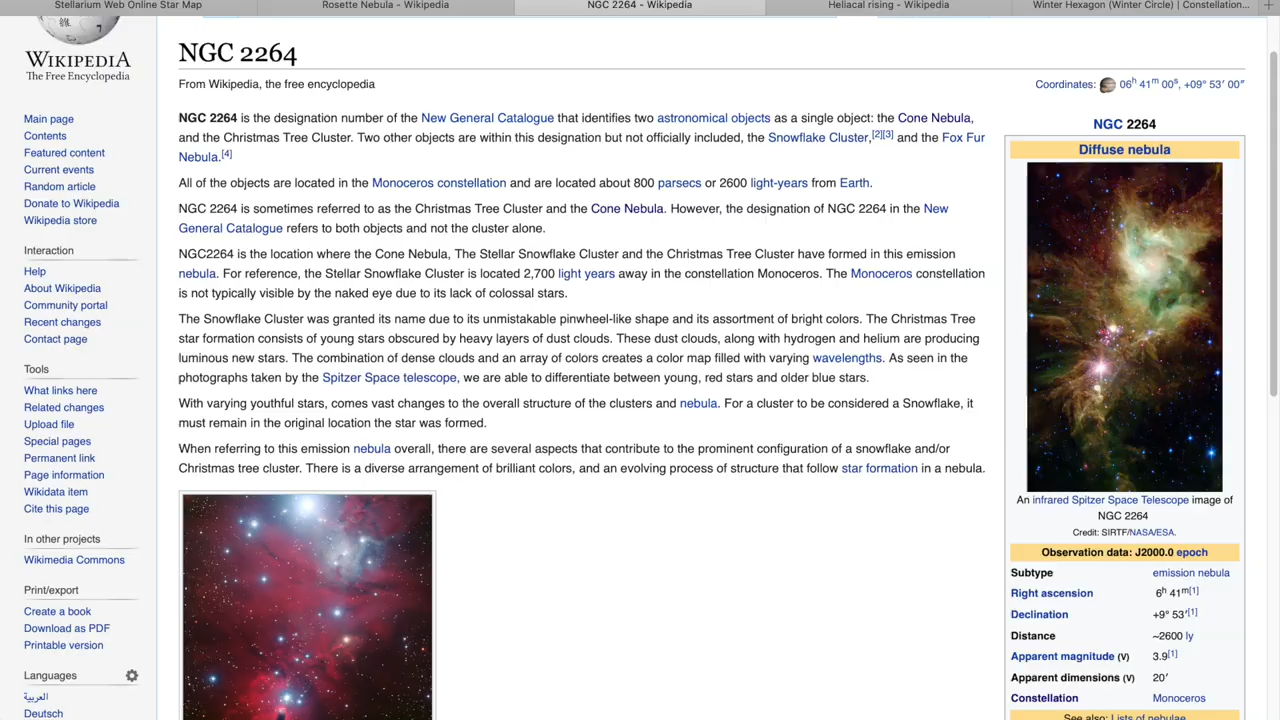 Stellarium Web Online Star Map
Rosette Nebula - Wikipedia
NGC 2264 - Wikipedia
Heliacal rising - Wikipedia
Winter Hexagon (Winter Circle) | Constellation...
WIKIPEDIA
The Free Encyclopedia
Main page
Contents
Featured content
Current events
Random article
Donate to Wikipedia
Wikipedia store
Interaction
Help
About Wikipedia
Community portal
Recent changes
Contact page
Tools
What links here
Related changes
Upload file
Special pages
Permanent link
Page information
Wikidata item
Cite this page
In other projects
Wikimedia Commons
Print/export
Create a book
Download as PDF
Printable version
Languages
العربية
Deutsch
NGC 2264
From Wikipedia, the free encyclopedia
Coordinates: 06h 41m 00s, +09° 53′ 00″
NGC 2264 is the designation number of the New General Catalogue that identifies two astronomical objects as a single object: the Cone Nebula,
and the Christmas Tree Cluster. Two other objects are within this designation but not officially included, the Snowflake Cluster,[2][3] and the Fox Fur
Nebula.[4]
All of the objects are located in the Monoceros constellation and are located about 800 parsecs or 2600 light-years from Earth.
NGC 2264 is sometimes referred to as the Christmas Tree Cluster and the Cone Nebula. However, the designation of NGC 2264 in the New
General Catalogue refers to both objects and not the cluster alone.
NGC2264 is the location where the Cone Nebula, The Stellar Snowflake Cluster and the Christmas Tree Cluster have formed in this emission
nebula. For reference, the Stellar Snowflake Cluster is located 2,700 light years away in the constellation Monoceros. The Monoceros constellation
is not typically visible by the naked eye due to its lack of colossal stars.
The Snowflake Cluster was granted its name due to its unmistakable pinwheel-like shape and its assortment of bright colors. The Christmas Tree
star formation consists of young stars obscured by heavy layers of dust clouds. These dust clouds, along with hydrogen and helium are producing
luminous new stars. The combination of dense clouds and an array of colors creates a color map filled with varying wavelengths. As seen in the
photographs taken by the Spitzer Space telescope, we are able to differentiate between young, red stars and older blue stars.
With varying youthful stars, comes vast changes to the overall structure of the clusters and nebula. For a cluster to be considered a Snowflake, it
must remain in the original location the star was formed.
When referring to this emission nebula overall, there are several aspects that contribute to the prominent configuration of a snowflake and/or
Christmas tree cluster. There is a diverse arrangement of brilliant colors, and an evolving process of structure that follow star formation in a nebula.
NGC 2264
Diffuse nebula
An infrared Spitzer Space Telescope image of
NGC 2264
Credit: SIRTF/NASA/ESA.
Observation data: J2000.0 epoch
Subtype emission nebula
Right ascension 6h 41m[1]
Declination +9° 53′[1]
Distance ~2600 ly
Apparent magnitude (V) 3.9[1]
Apparent dimensions (V) 20′
Constellation Monoceros
See also: Lists of nebulae